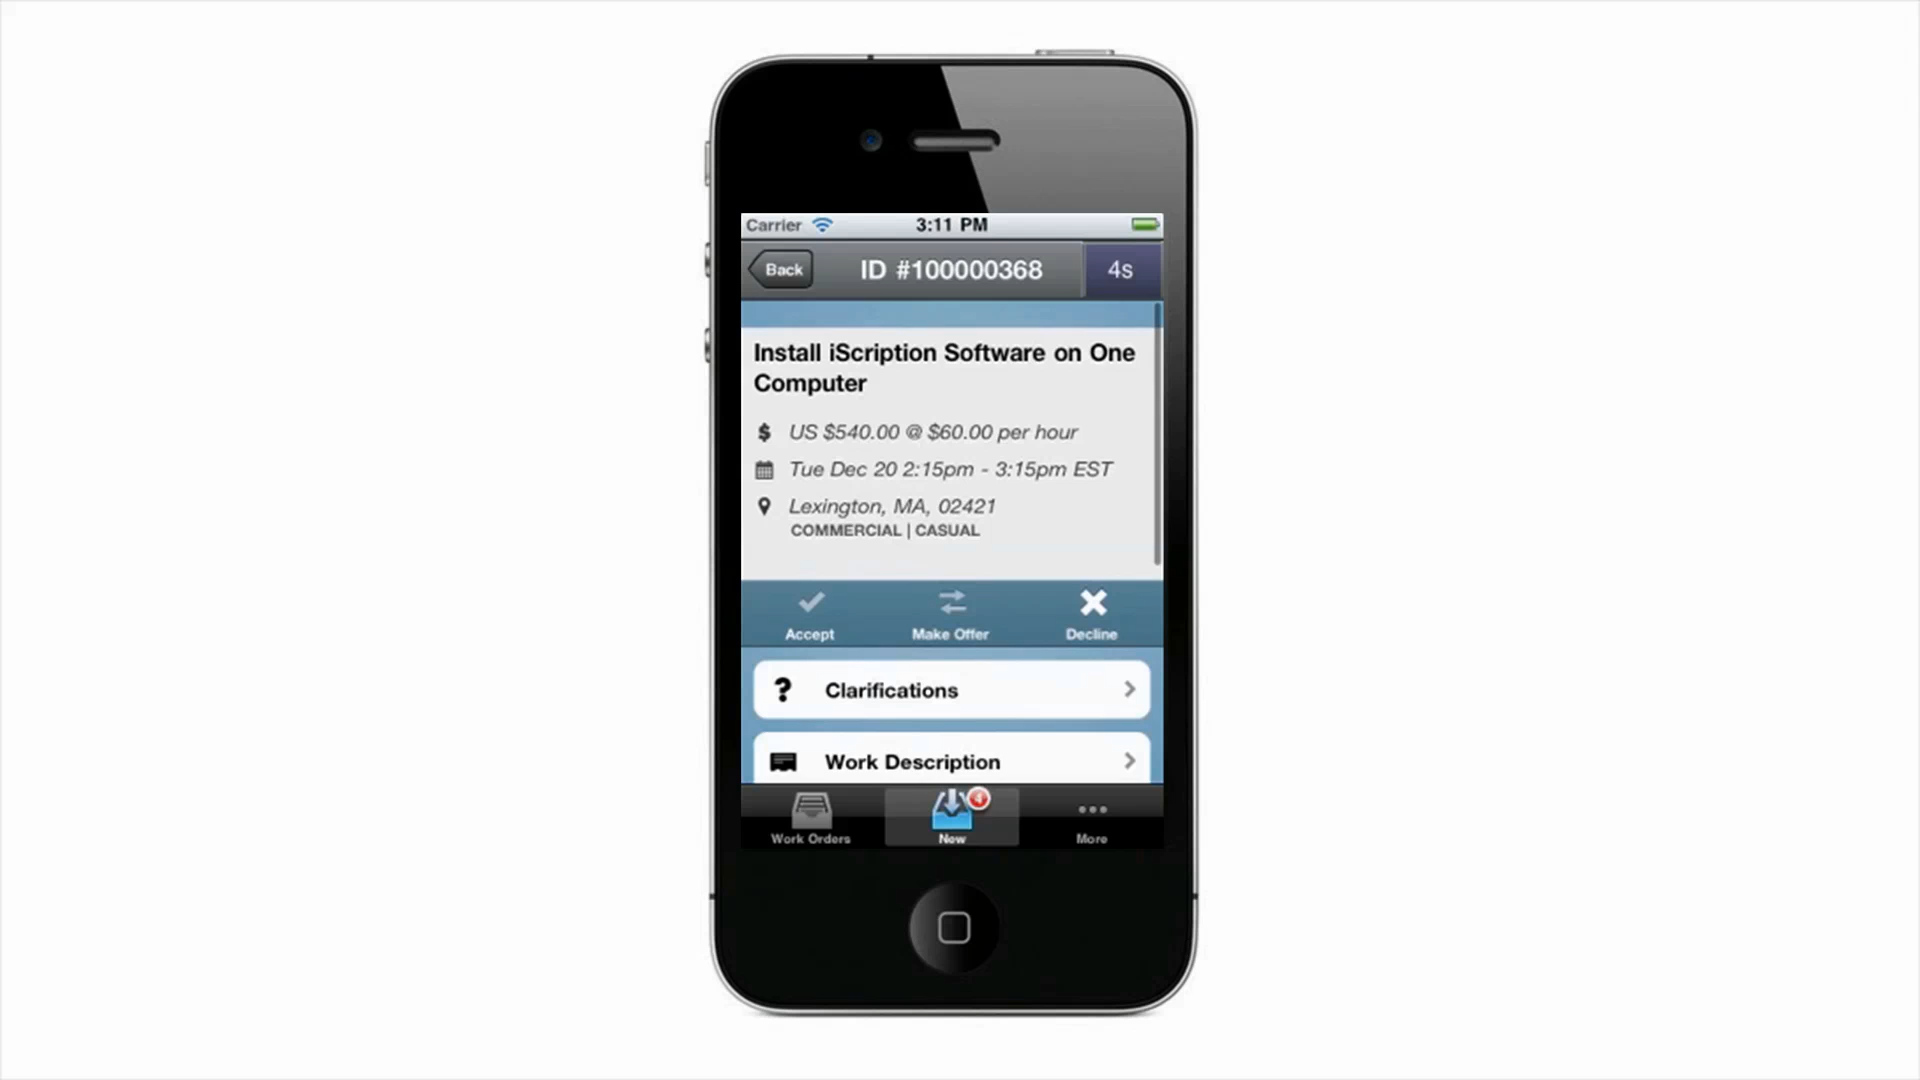 Carrier 3:11 PM
Back ID #100000368 4s
Install iScription Software on One
Computer
$ US $540.00 @ $60.00 per hour
Tue Dec 20 2:15pm - 3:15pm EST
Lexington, MA, 02421
COMMERCIAL | CASUAL
Accept Make Offer Decline
? Clarifications
Work Description
4
Work Orders New More